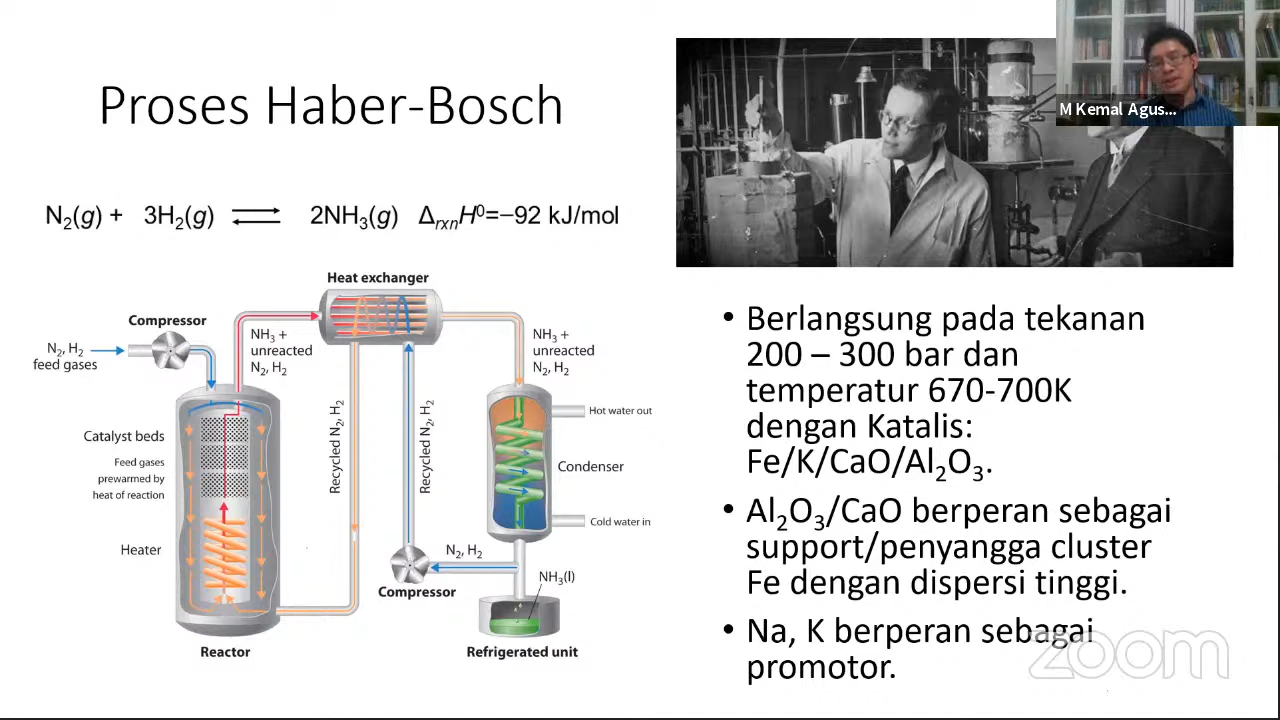 Proses Haber-Bosch
M Kemal Agus...
N₂(g) + 3H₂(g) ⇌ 2NH₃(g) ΔrxnH⁰=−92 kJ/mol
Heat exchanger
Compressor
N₂, H₂
feed gases
NH₃ +
unreacted
N₂, H₂
NH₃ +
unreacted
N₂, H₂
Recycled N₂, H₂
Recycled N₂, H₂
Hot water out
Catalyst beds
Feed gases
prewarmed by
heat of reaction
Condenser
Cold water in
Heater
N₂, H₂
Compressor
NH₃(l)
Reactor
Refrigerated unit
• Berlangsung pada tekanan
200 – 300 bar dan
temperatur 670-700K
dengan Katalis:
Fe/K/CaO/Al₂O₃.
• Al₂O₃/CaO berperan sebagai
support/penyangga cluster
Fe dengan dispersi tinggi.
• Na, K berperan sebagai
promotor.
zoom